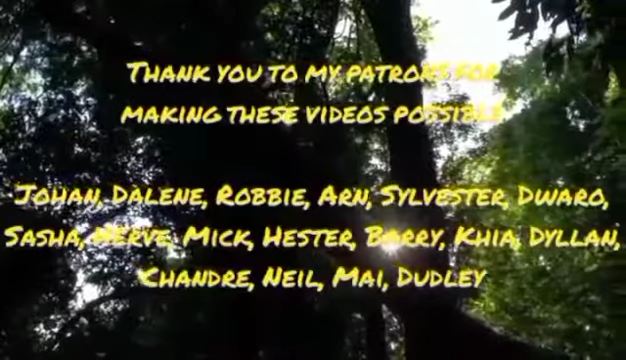 Thank you to my patrons for
making these videos possible
Johan, Dalene, Robbie, Arn, Sylvester, Dwaro,
Sasha, Herve, Mick, Hester, Barry, Khia, Dyllan,
Chandre, Neil, Mai, Dudley